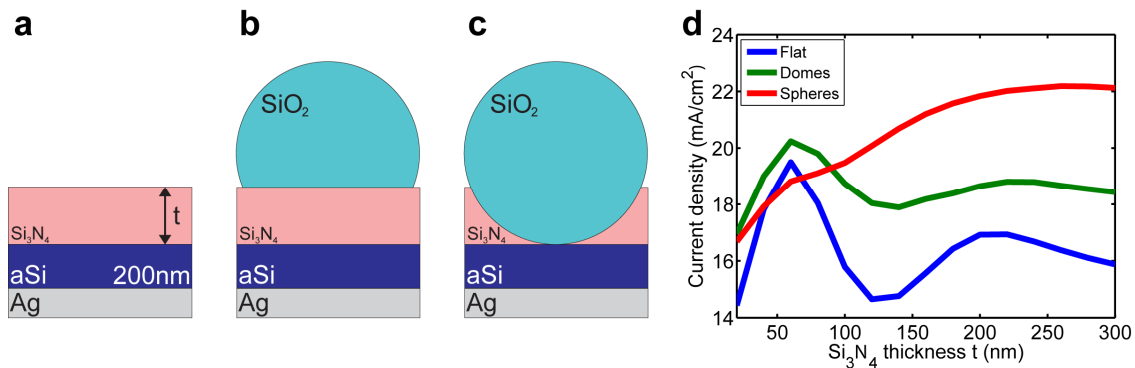 a
Si₃N₄
t
aSi 200nm
Ag
b
SiO₂
Si₃N₄
aSi
Ag
c
SiO₂
Si₃N₄
aSi
Ag
d
Flat
Domes
Spheres
Current density (mA/cm²)
24
22
20
18
16
14
50 100 150 200 250 300
Si₃N₄ thickness t (nm)